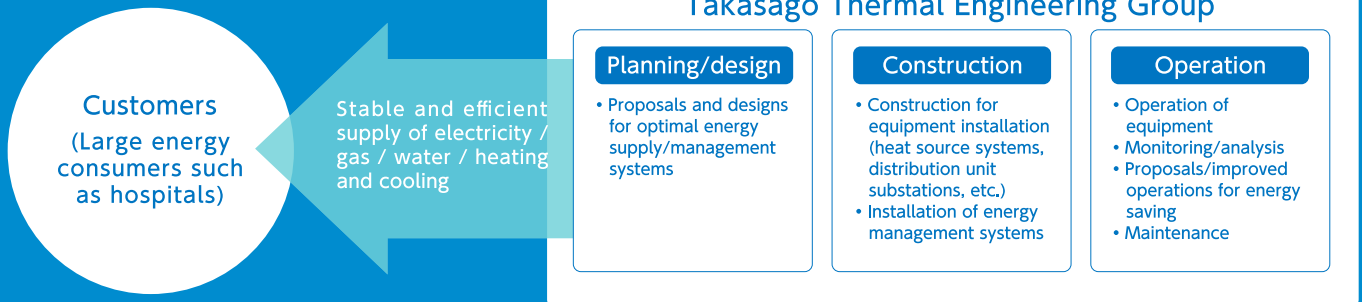 Takasago Thermal Engineering Group
Customers
(Large energy
consumers such
as hospitals)
Stable and efficient
supply of electricity /
gas / water / heating
and cooling
Planning/design
• Proposals and designs
for optimal energy
supply/management
systems
Construction
• Construction for
equipment installation
(heat source systems,
distribution unit
substations, etc.)
• Installation of energy
management systems
Operation
• Operation of
equipment
• Monitoring/analysis
• Proposals/improved
operations for energy
saving
• Maintenance